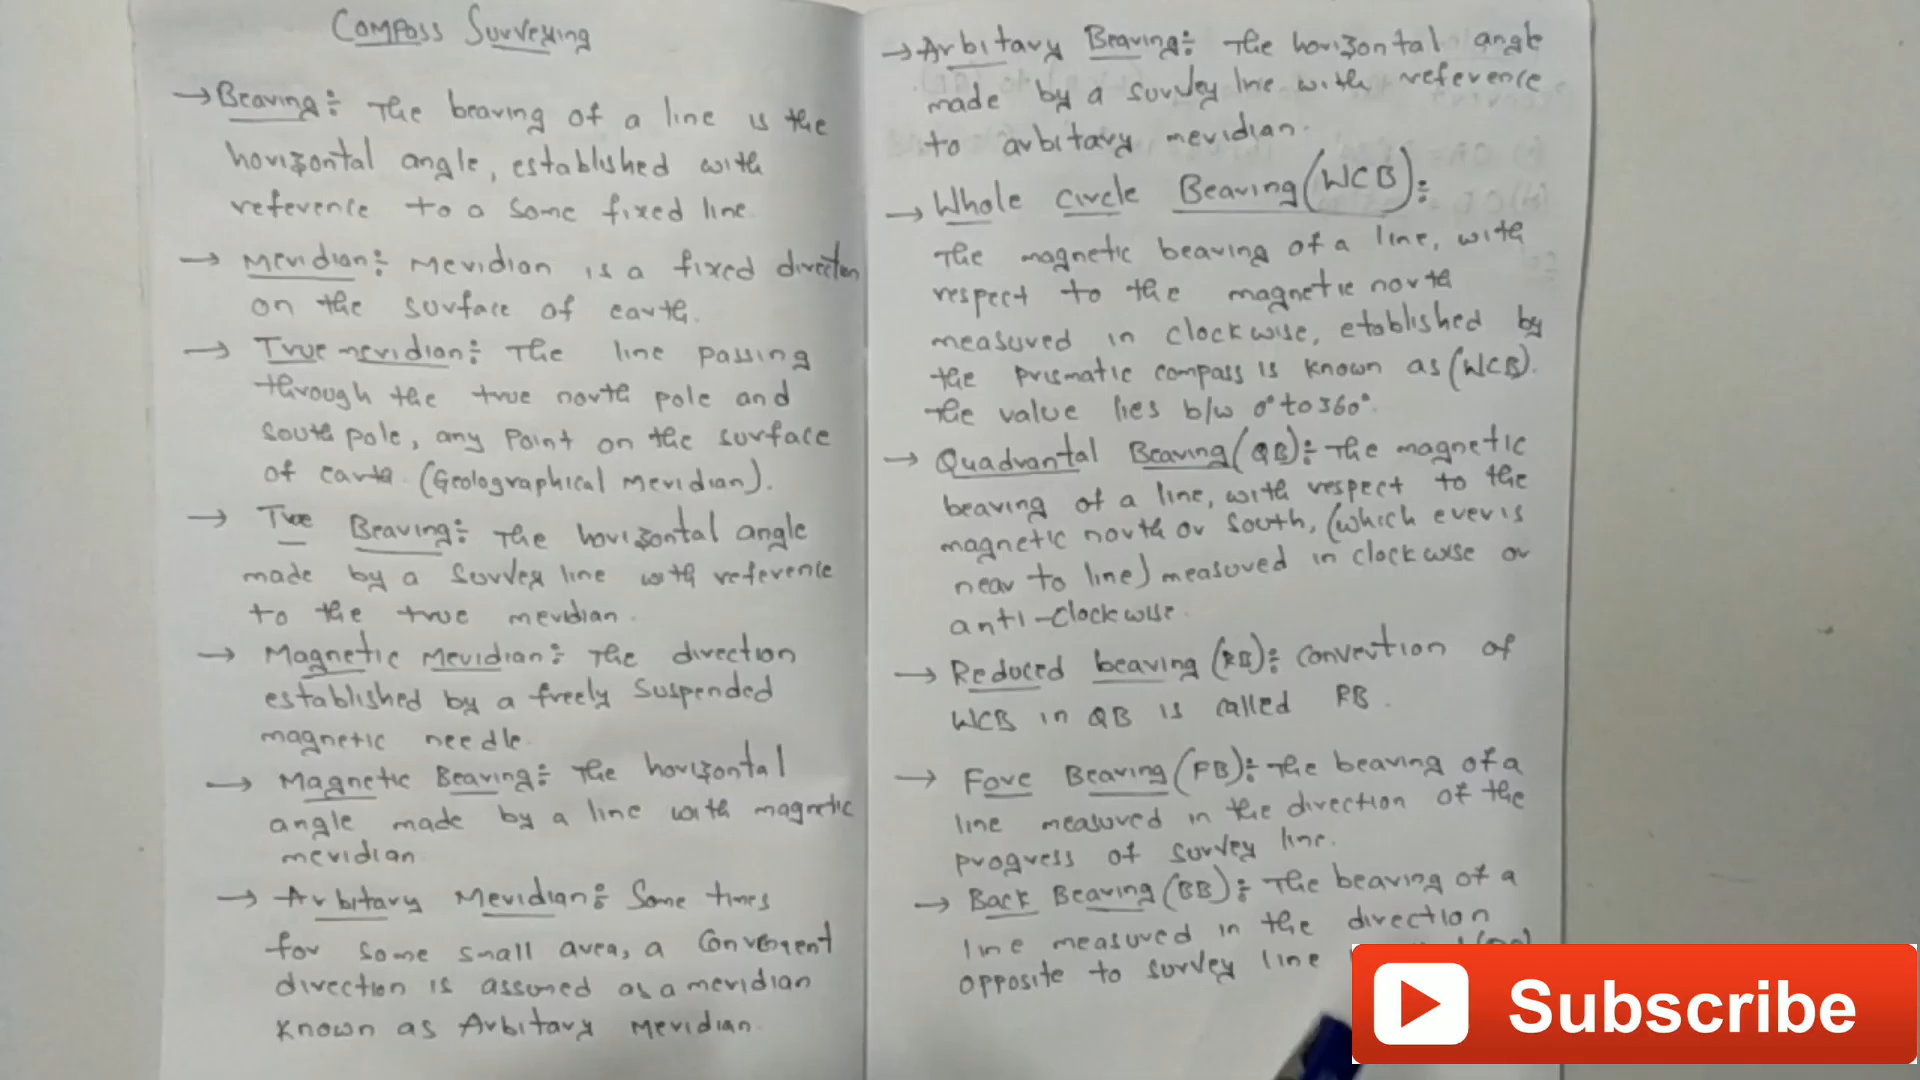 Compass Surveying
→ Bearing: The bearing of a line is the
horizontal angle, established with
reference to a some fixed line.
→ Meridian: Meridian is a fixed direction
on the surface of earth.
→ True meridian: The line passing
through the true north pole and
south pole, any point on the surface
of earth. (Geolographical Meridian).
→ True Bearing: The horizontal angle
made by a survey line with reference
to the true meridian.
→ Magnetic Meridian: The direction
established by a freely suspended
magnetic needle.
→ Magnetic Bearing: The horizontal
angle made by a line with magnetic
meridian
→ Arbitary Meridian: Some times
for some small area, a convenient
direction is assumed as a meridian
known as Arbitary Meridian.
→ Arbitary Bearing: The horizontal angle
made by a survey line with reference
to arbitary meridian.
→ Whole circle Bearing (WCB):
The magnetic bearing of a line, with
respect to the magnetic north
measured in clockwise, etablished by
the prismatic compass is known as (WCB).
The value lies b/w 0° to 360°.
→ Quadrantal Bearing (QB): The magnetic
bearing of a line, with respect to the
magnetic north or south, (which ever is
near to line) measured in clockwise or
anti-clockwise.
→ Reduced bearing (RB): convertion of
WCB in QB is called RB.
→ Fore Bearing (FB): The bearing of a
line measured in the direction of the
progress of survey line.
→ Back Bearing (BB): The bearing of a
line measured in the direction
opposite to survey line
Subscribe